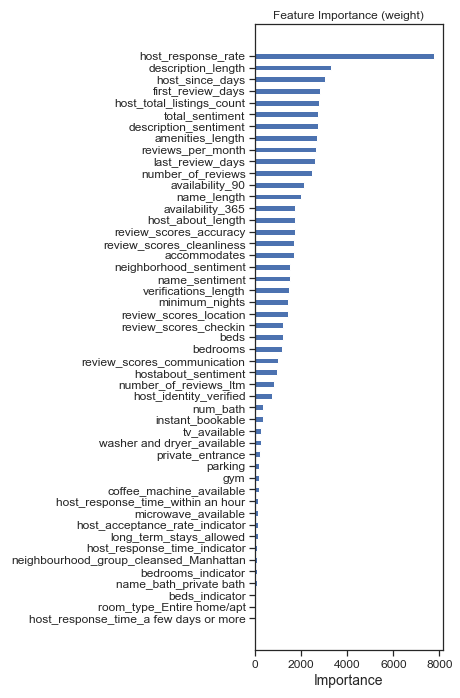 Feature Importance (weight)
host_response_rate
description_length
host_since_days
first_review_days
host_total_listings_count
total_sentiment
description_sentiment
amenities_length
reviews_per_month
last_review_days
number_of_reviews
availability_90
name_length
availability_365
host_about_length
review_scores_accuracy
review_scores_cleanliness
accommodates
neighborhood_sentiment
name_sentiment
verifications_length
minimum_nights
review_scores_location
review_scores_checkin
beds
bedrooms
review_scores_communication
hostabout_sentiment
number_of_reviews_ltm
host_identity_verified
num_bath
instant_bookable
tv_available
washer and dryer_available
private_entrance
parking
gym
coffee_machine_available
host_response_time_within an hour
microwave_available
host_acceptance_rate_indicator
long_term_stays_allowed
host_response_time_indicator
neighbourhood_group_cleansed_Manhattan
bedrooms_indicator
name_bath_private bath
beds_indicator
room_type_Entire home/apt
host_response_time_a few days or more
0 2000 4000 6000 8000
Importance